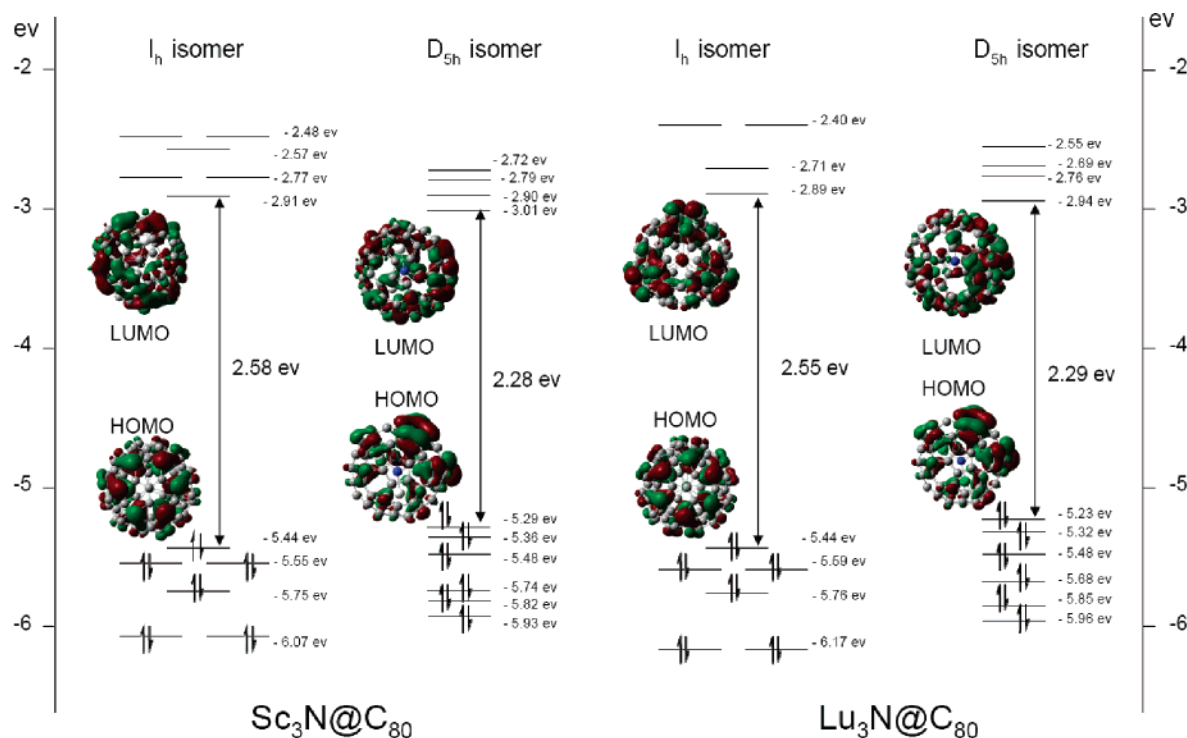 ev
ev
I_h isomer
D_5h isomer
I_h isomer
D_5h isomer
-2
-3
-4
-5
-6
- 2.48 ev
- 2.57 ev
- 2.77 ev
- 2.91 ev
LUMO
2.58 ev
HOMO
- 5.44 ev
- 5.55 ev
- 5.75 ev
- 6.07 ev
- 2.72 ev
- 2.79 ev
- 2.90 ev
- 3.01 ev
LUMO
2.28 ev
HOMO
- 5.29 ev
- 5.36 ev
- 5.48 ev
- 5.74 ev
- 5.82 ev
- 5.93 ev
Sc3N@C80
- 2.40 ev
- 2.71 ev
- 2.89 ev
LUMO
2.55 ev
HOMO
- 5.44 ev
- 5.59 ev
- 5.76 ev
- 6.17 ev
- 2.55 ev
- 2.69 ev
- 2.76 ev
- 2.94 ev
LUMO
2.29 ev
HOMO
- 5.23 ev
- 5.32 ev
- 5.48 ev
- 5.68 ev
- 5.85 ev
- 5.96 ev
Lu3N@C80
-2
-3
-4
-5
-6